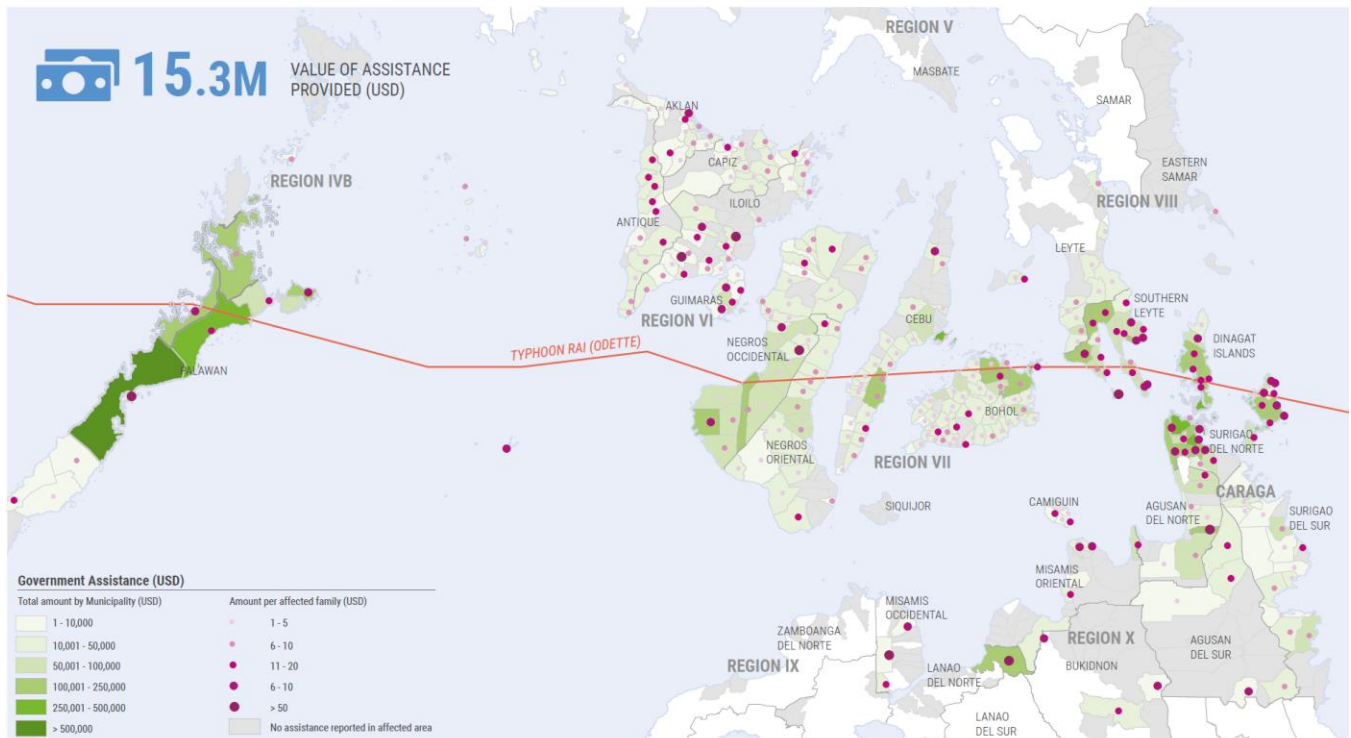 15.3M
VALUE OF ASSISTANCE
PROVIDED (USD)
REGION V
MASBATE
SAMAR
AKLAN
CAPIZ
EASTERN
SAMAR
REGION IVB
REGION VIII
ILOILO
ANTIQUE
LEYTE
GUIMARAS
REGION VI
SOUTHERN
LEYTE
CEBU
DINAGAT
ISLANDS
NEGROS
OCCIDENTAL
TYPHOON RAI (ODETTE)
PALAWAN
BOHOL
NEGROS
ORIENTAL
REGION VII
SURIGAO
DEL NORTE
CARAGA
SIQUIJOR
CAMIGUIN
AGUSAN
DEL NORTE
SURIGAO
DEL SUR
MISAMIS
ORIENTAL
MISAMIS
OCCIDENTAL
ZAMBOANGA
DEL NORTE
REGION IX
LANAO
DEL NORTE
REGION X
BUKIDNON
AGUSAN
DEL SUR
LANAO
DEL SUR
Government Assistance (USD)
Total amount by Municipality (USD)
1 - 10,000
10,001 - 50,000
50,001 - 100,000
100,001 - 250,000
250,001 - 500,000
> 500,000
Amount per affected family (USD)
1 - 5
6 - 10
11 - 20
6 - 10
> 50
No assistance reported in affected area